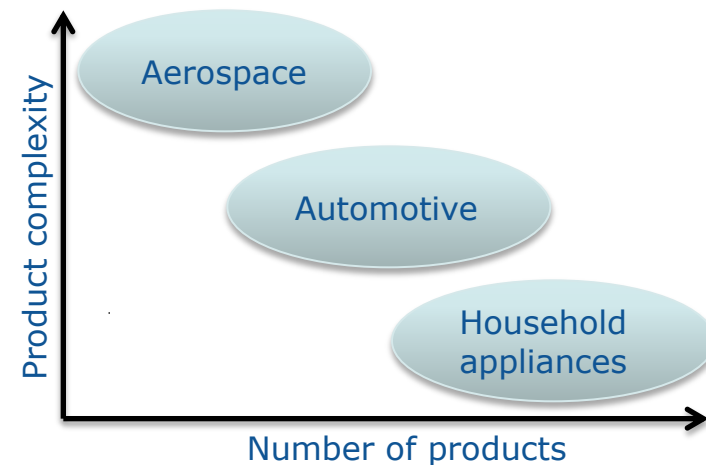 Product complexity
Aerospace
Automotive
Household
appliances
Number of products